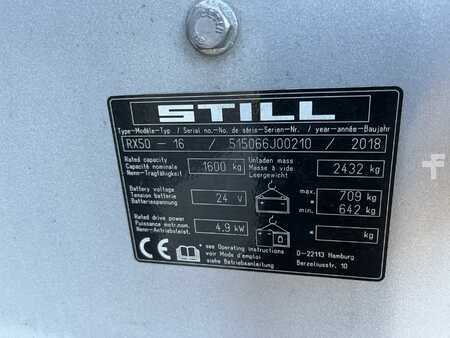 STILL
Type-Modèle-Typ / Serial no.-No. de série-Serien-Nr. / year-année-Baujahr
RX50 - 16 / 515066J00210 / 2018
Rated capacity
Capacité nominale
Nenn-Tragfähigkeit
1600 kg
Unladen mass
Masse à vide
Leergewicht
2432 kg
Battery voltage
Tension batterie
Batteriespannung
24 V
max. 709 kg
* min. 642 kg
Rated drive power
Puissance motr.nom.
Nenn-Antriebsleist.
4.9 kW
* kg
CE
* see Operating instructions
voir Mode d'emploi
siehe Betriebsanleitung
D-22113 Hamburg
Berzeliusstr. 10